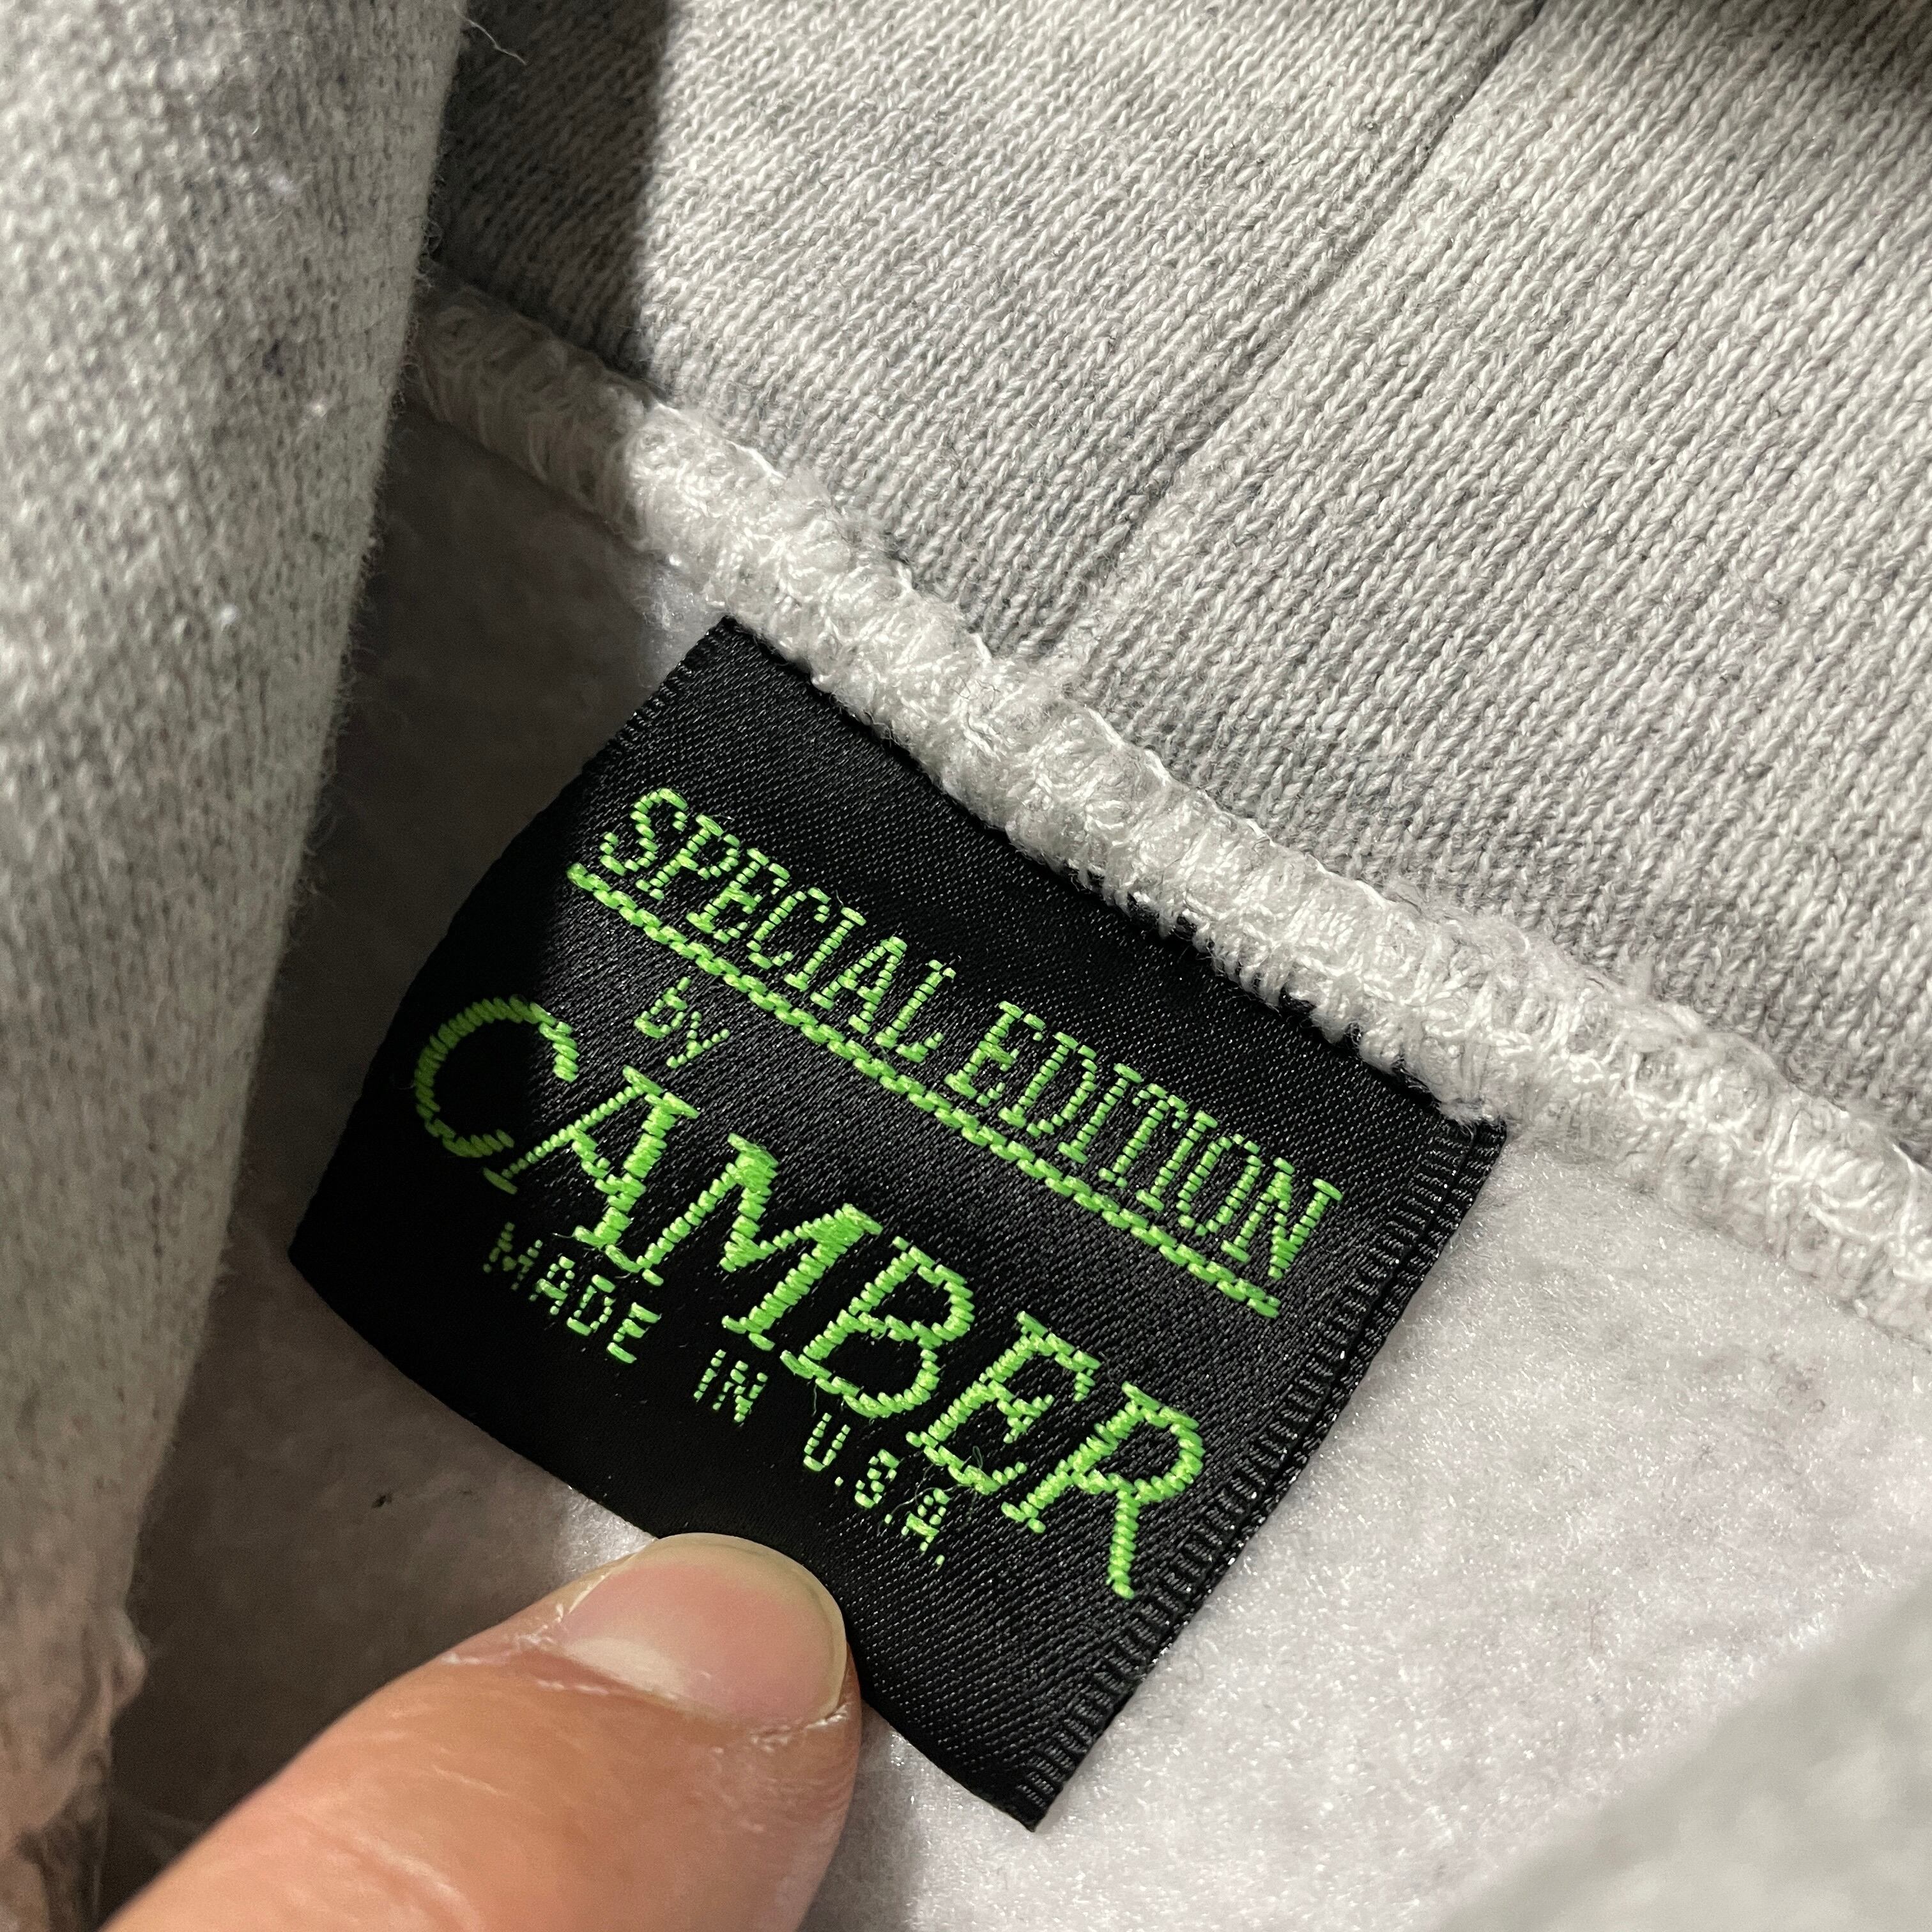 SPECIAL EDITION
by
CAMBER
MADE IN U.S.A.